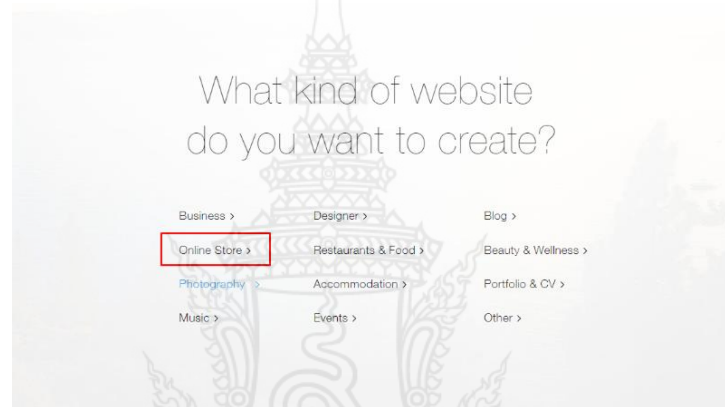 What kind of website
do you want to create?
Business >
Designer >
Blog >
Online Store >
Restaurants & Food >
Beauty & Wellness >
Photography >
Accommodation >
Portfolio & CV >
Music >
Events >
Other >